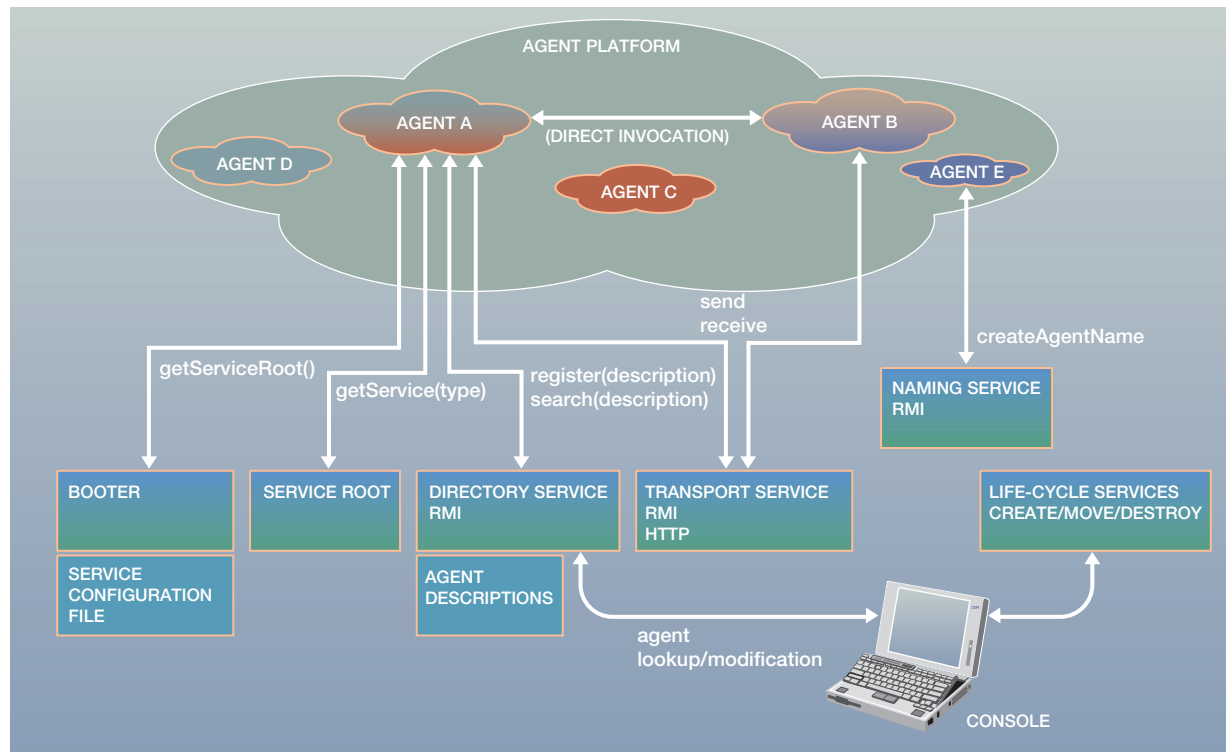 AGENT PLATFORM
AGENT A
AGENT B
(DIRECT INVOCATION)
AGENT D
AGENT E
AGENT C
send
receive
createAgentName
getServiceRoot()
getService(type)
register(description)
search(description)
NAMING SERVICE
RMI
BOOTER
SERVICE ROOT
DIRECTORY SERVICE
RMI
TRANSPORT SERVICE
RMI
HTTP
LIFE-CYCLE SERVICES
CREATE/MOVE/DESTROY
SERVICE
CONFIGURATION
FILE
AGENT
DESCRIPTIONS
agent
lookup/modification
CONSOLE